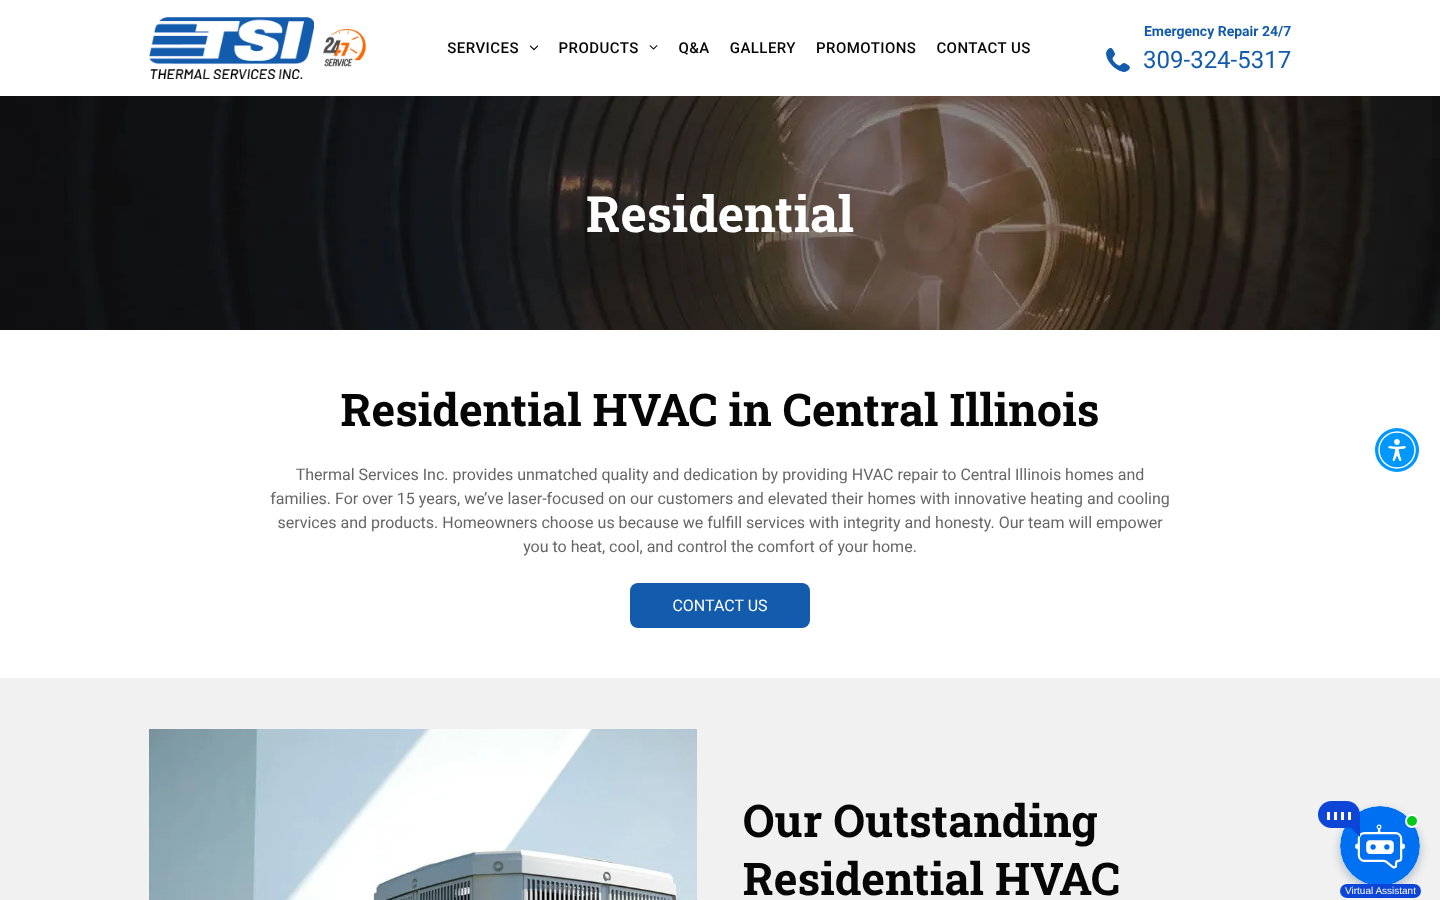 TSI
THERMAL SERVICES INC.
24/7
SERVICE
SERVICES
PRODUCTS
Q&A
GALLERY
PROMOTIONS
CONTACT US
Emergency Repair 24/7
309-324-5317
Residential
Residential HVAC in Central Illinois
Thermal Services Inc. provides unmatched quality and dedication by providing HVAC repair to Central Illinois homes and
families. For over 15 years, we’ve laser-focused on our customers and elevated their homes with innovative heating and cooling
services and products. Homeowners choose us because we fulfill services with integrity and honesty. Our team will empower
you to heat, cool, and control the comfort of your home.
CONTACT US
Our Outstanding
Residential HVAC
Virtual Assistant